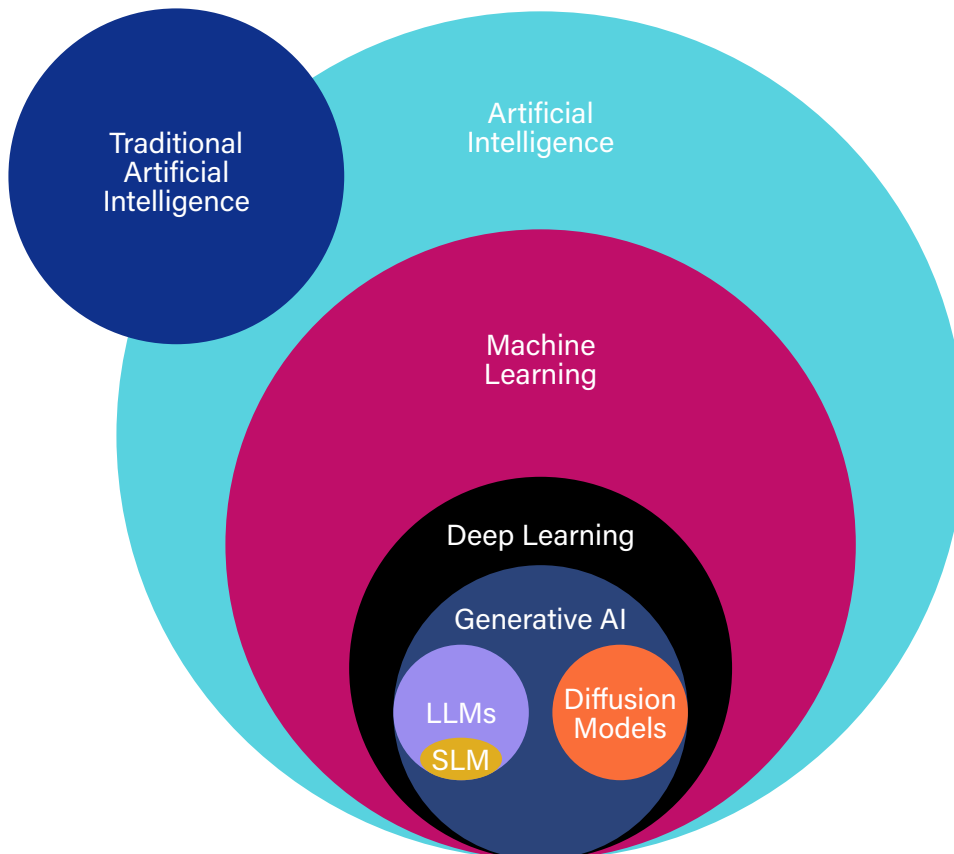 Traditional
Artificial
Intelligence
Artificial
Intelligence
Machine
Learning
Deep Learning
Generative AI
LLMs
SLM
Diffusion
Models